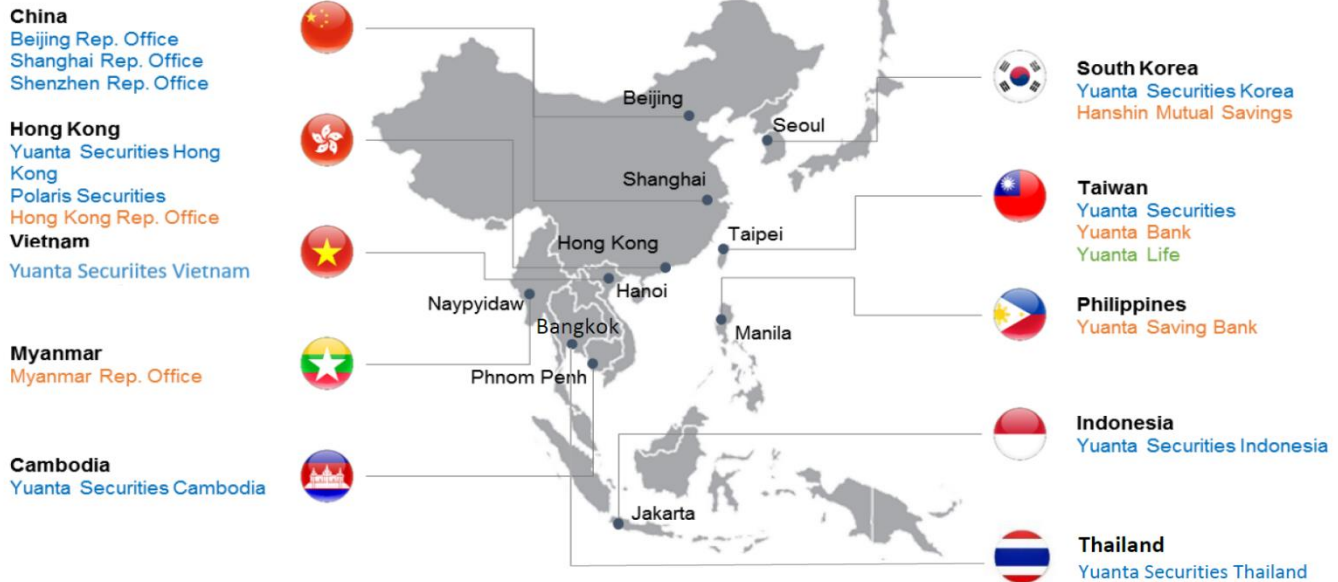 China
Beijing Rep. Office
Shanghai Rep. Office
Shenzhen Rep. Office
Hong Kong
Yuanta Securities Hong
Kong
Polaris Securities
Hong Kong Rep. Office
Vietnam
Yuanta Securiites Vietnam
Myanmar
Myanmar Rep. Office
Cambodia
Yuanta Securities Cambodia
Beijing
Seoul
Shanghai
Taipei
Hong Kong
Hanoi
Naypyidaw
Bangkok
Manila
Phnom Penh
Jakarta
South Korea
Yuanta Securities Korea
Hanshin Mutual Savings
Taiwan
Yuanta Securities
Yuanta Bank
Yuanta Life
Philippines
Yuanta Saving Bank
Indonesia
Yuanta Securities Indonesia
Thailand
Yuanta Securities Thailand